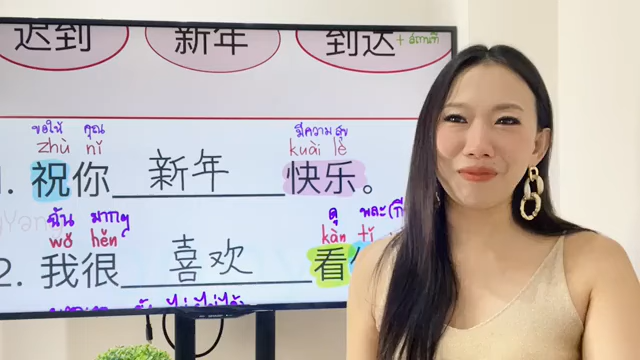 迟到 新年 到达
ขอให้ คุณ มีความสุข
zhù nǐ kuài lè
1. 祝你 新年 快乐。
ฉัน มากๆ ดู
wǒ hěn kàn tǐ
2. 我很 喜欢 看